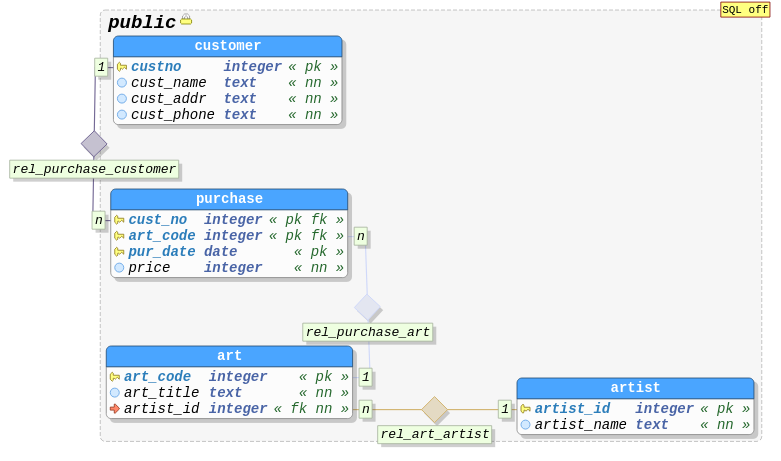 SQL off
public
customer
custno integer « pk »
cust_name text « nn »
cust_addr text « nn »
cust_phone text « nn »
1
rel_purchase_customer
n
purchase
cust_no integer « pk fk »
art_code integer « pk fk »
pur_date date « pk »
price integer « nn »
n
rel_purchase_art
1
art
art_code integer « pk »
art_title text « nn »
artist_id integer « fk nn »
n
1
rel_art_artist
artist
artist_id integer « pk »
artist_name text « nn »